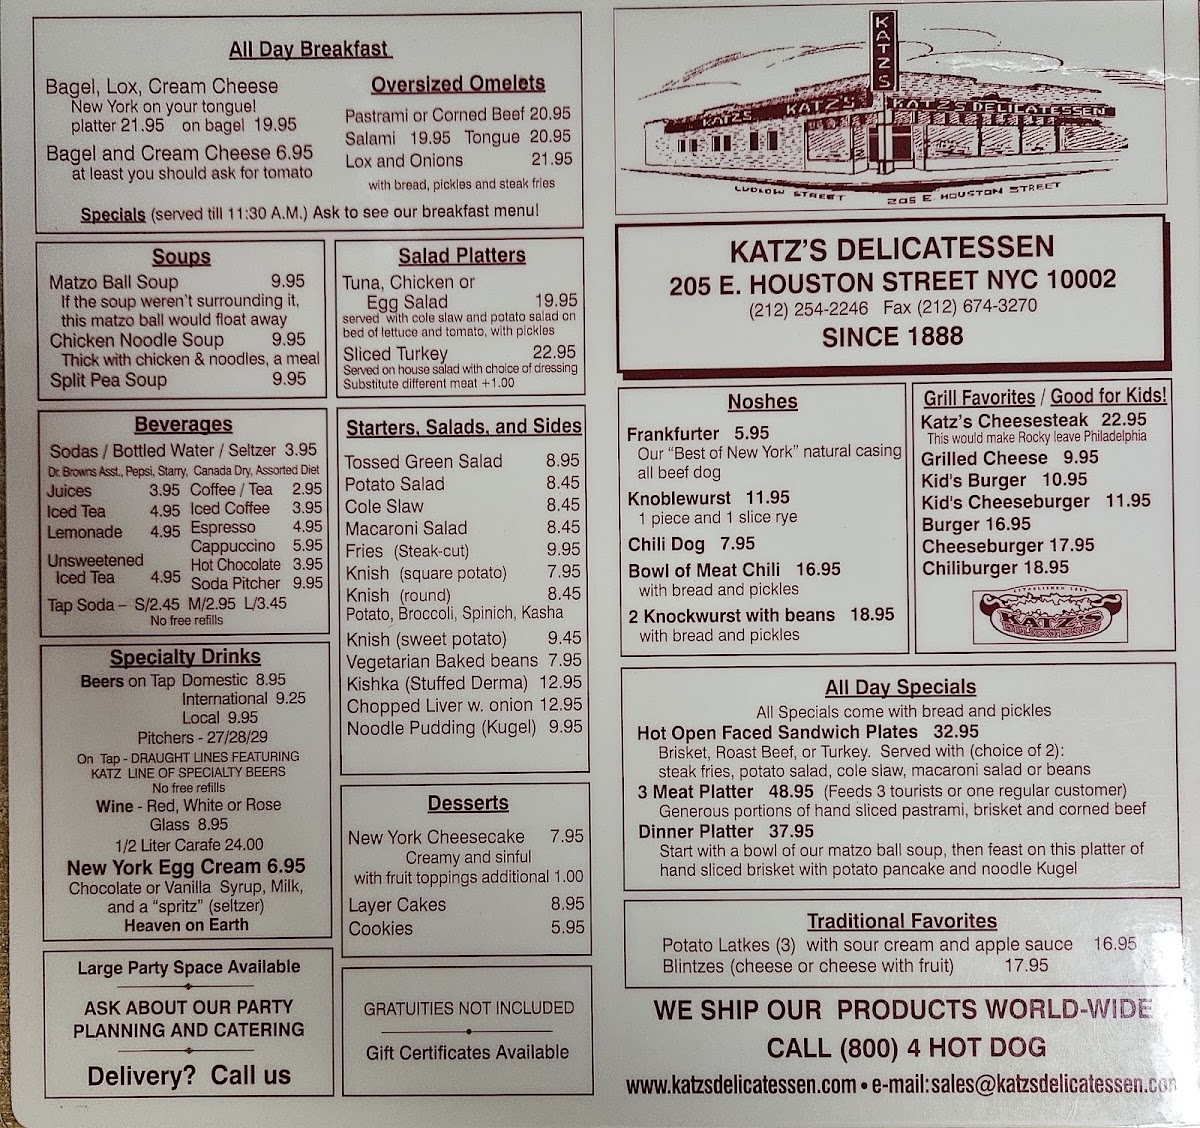 All Day Breakfast
Bagel, Lox, Cream Cheese
New York on your tongue!
platter 21.95 on bagel 19.95
Bagel and Cream Cheese 6.95
at least you should ask for tomato
Oversized Omelets
Pastrami or Corned Beef 20.95
Salami 19.95 Tongue 20.95
Lox and Onions 21.95
with bread, pickles and steak fries
Specials (served till 11:30 A.M.) Ask to see our breakfast menu!
Soups
Matzo Ball Soup 9.95
If the soup weren't surrounding it,
this matzo ball would float away
Chicken Noodle Soup 9.95
Thick with chicken & noodles, a meal
Split Pea Soup 9.95
Salad Platters
Tuna, Chicken or
Egg Salad 19.95
served with cole slaw and potato salad on
bed of lettuce and tomato, with pickles
Sliced Turkey 22.95
Served on house salad with choice of dressing
Substitute different meat +1.00
Beverages
Sodas / Bottled Water / Seltzer 3.95
Dr. Browns Asst., Pepsi, Starry, Canada Dry, Assorted Diet
Juices 3.95
Iced Tea 4.95
Lemonade 4.95
Unsweetened
Iced Tea 4.95
Coffee / Tea 2.95
Iced Coffee 3.95
Espresso 4.95
Cappuccino 5.95
Hot Chocolate 3.95
Soda Pitcher 9.95
Tap Soda – S/2.45 M/2.95 L/3.45
No free refills
Starters, Salads, and Sides
Tossed Green Salad 8.95
Potato Salad 8.45
Cole Slaw 8.45
Macaroni Salad 8.45
Fries (Steak-cut) 9.95
Knish (square potato) 7.95
Knish (round) 8.45
Potato, Broccoli, Spinich, Kasha
Knish (sweet potato) 9.45
Vegetarian Baked beans 7.95
Kishka (Stuffed Derma) 12.95
Chopped Liver w. onion 12.95
Noodle Pudding (Kugel) 9.95
Specialty Drinks
Beers on Tap Domestic 8.95
International 9.25
Local 9.95
Pitchers - 27/28/29
On Tap - DRAUGHT LINES FEATURING
KATZ LINE OF SPECIALTY BEERS
No free refills
Wine - Red, White or Rose
Glass 8.95
1/2 Liter Carafe 24.00
New York Egg Cream 6.95
Chocolate or Vanilla Syrup, Milk,
and a "spritz" (seltzer)
Heaven on Earth
Desserts
New York Cheesecake 7.95
Creamy and sinful
with fruit toppings additional 1.00
Layer Cakes 8.95
Cookies 5.95
Large Party Space Available
ASK ABOUT OUR PARTY
PLANNING AND CATERING
Delivery? Call us
GRATUITIES NOT INCLUDED
Gift Certificates Available
KATZ'S
KATZ'S
KATZ'S
KATZ'S DELICATESSEN
LUDLOW STREET
205 E. HOUSTON STREET
KATZ'S DELICATESSEN
205 E. HOUSTON STREET NYC 10002
(212) 254-2246 Fax (212) 674-3270
SINCE 1888
Noshes
Frankfurter 5.95
Our "Best of New York" natural casing
all beef dog
Knoblewurst 11.95
1 piece and 1 slice rye
Chili Dog 7.95
Bowl of Meat Chili 16.95
with bread and pickles
2 Knockwurst with beans 18.95
with bread and pickles
Grill Favorites / Good for Kids!
Katz's Cheesesteak 22.95
This would make Rocky leave Philadelphia
Grilled Cheese 9.95
Kid's Burger 10.95
Kid's Cheeseburger 11.95
Burger 16.95
Cheeseburger 17.95
Chiliburger 18.95
ESTABLISHED 1888
KATZ'S
DELICATESSEN
All Day Specials
All Specials come with bread and pickles
Hot Open Faced Sandwich Plates 32.95
Brisket, Roast Beef, or Turkey. Served with (choice of 2):
steak fries, potato salad, cole slaw, macaroni salad or beans
3 Meat Platter 48.95 (Feeds 3 tourists or one regular customer)
Generous portions of hand sliced pastrami, brisket and corned beef
Dinner Platter 37.95
Start with a bowl of our matzo ball soup, then feast on this platter of
hand sliced brisket with potato pancake and noodle Kugel
Traditional Favorites
Potato Latkes (3) with sour cream and apple sauce 16.95
Blintzes (cheese or cheese with fruit) 17.95
WE SHIP OUR PRODUCTS WORLD-WIDE
CALL (800) 4 HOT DOG
www.katzsdelicatessen.com • e-mail:sales@katzsdelicatessen.com